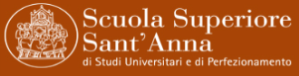 Scuola Superiore
Sant'Anna
di Studi Universitari e di Perfezionamento